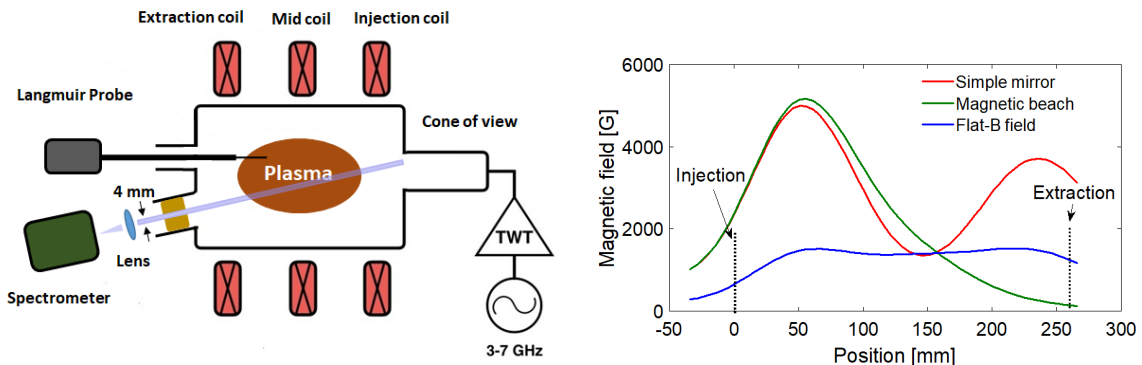 Extraction coil
Mid coil
Injection coil
Langmuir Probe
Cone of view
Plasma
4 mm
Lens
TWT
Spectrometer
3-7 GHz
6000
4000
2000
0
Magnetic field [G]
Simple mirror
Magnetic beach
Flat-B field
Injection
Extraction
-50
0
50
100
150
200
250
300
Position [mm]